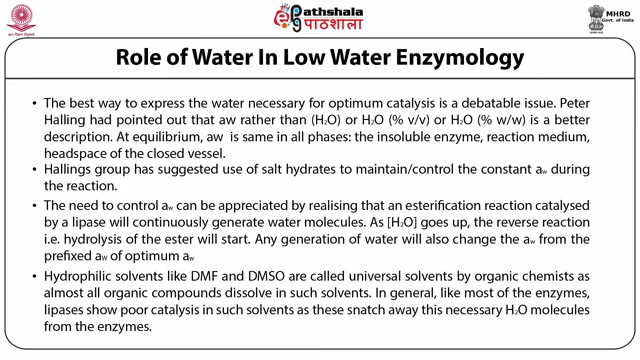 ePathshala
पाठशाला
MHRD
Govt. of India
Role of Water In Low Water Enzymology
• The best way to express the water necessary for optimum catalysis is a debatable issue. Peter
Halling had pointed out that aw rather than (H₂O) or H₂O (% v/v) or H₂O (% w/w) is a better
description. At equilibrium, aw is same in all phases: the insoluble enzyme, reaction medium,
headspace of the closed vessel.
• Hallings group has suggested use of salt hydrates to maintain/control the constant aw during
the reaction.
• The need to control aw can be appreciated by realising that an esterification reaction catalysed
by a lipase will continuously generate water molecules. As [H₂O] goes up, the reverse reaction
i.e. hydrolysis of the ester will start. Any generation of water will also change the aw from the
prefixed aw of optimum aw
• Hydrophilic solvents like DMF and DMSO are called universal solvents by organic chemists as
almost all organic compounds dissolve in such solvents. In general, like most of the enzymes,
lipases show poor catalysis in such solvents as these snatch away this necessary H₂O molecules
from the enzymes.